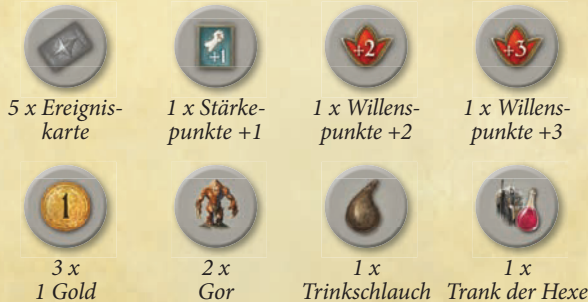 +1
+2
+3
5 x Ereignis-
karte
1 x Stärke-
punkte +1
1 x Willens-
punkte +2
1 x Willens-
punkte +3
1
3 x
1 Gold
2 x
Gor
1 x
Trinkschlauch
1 x
Trank der Hexe